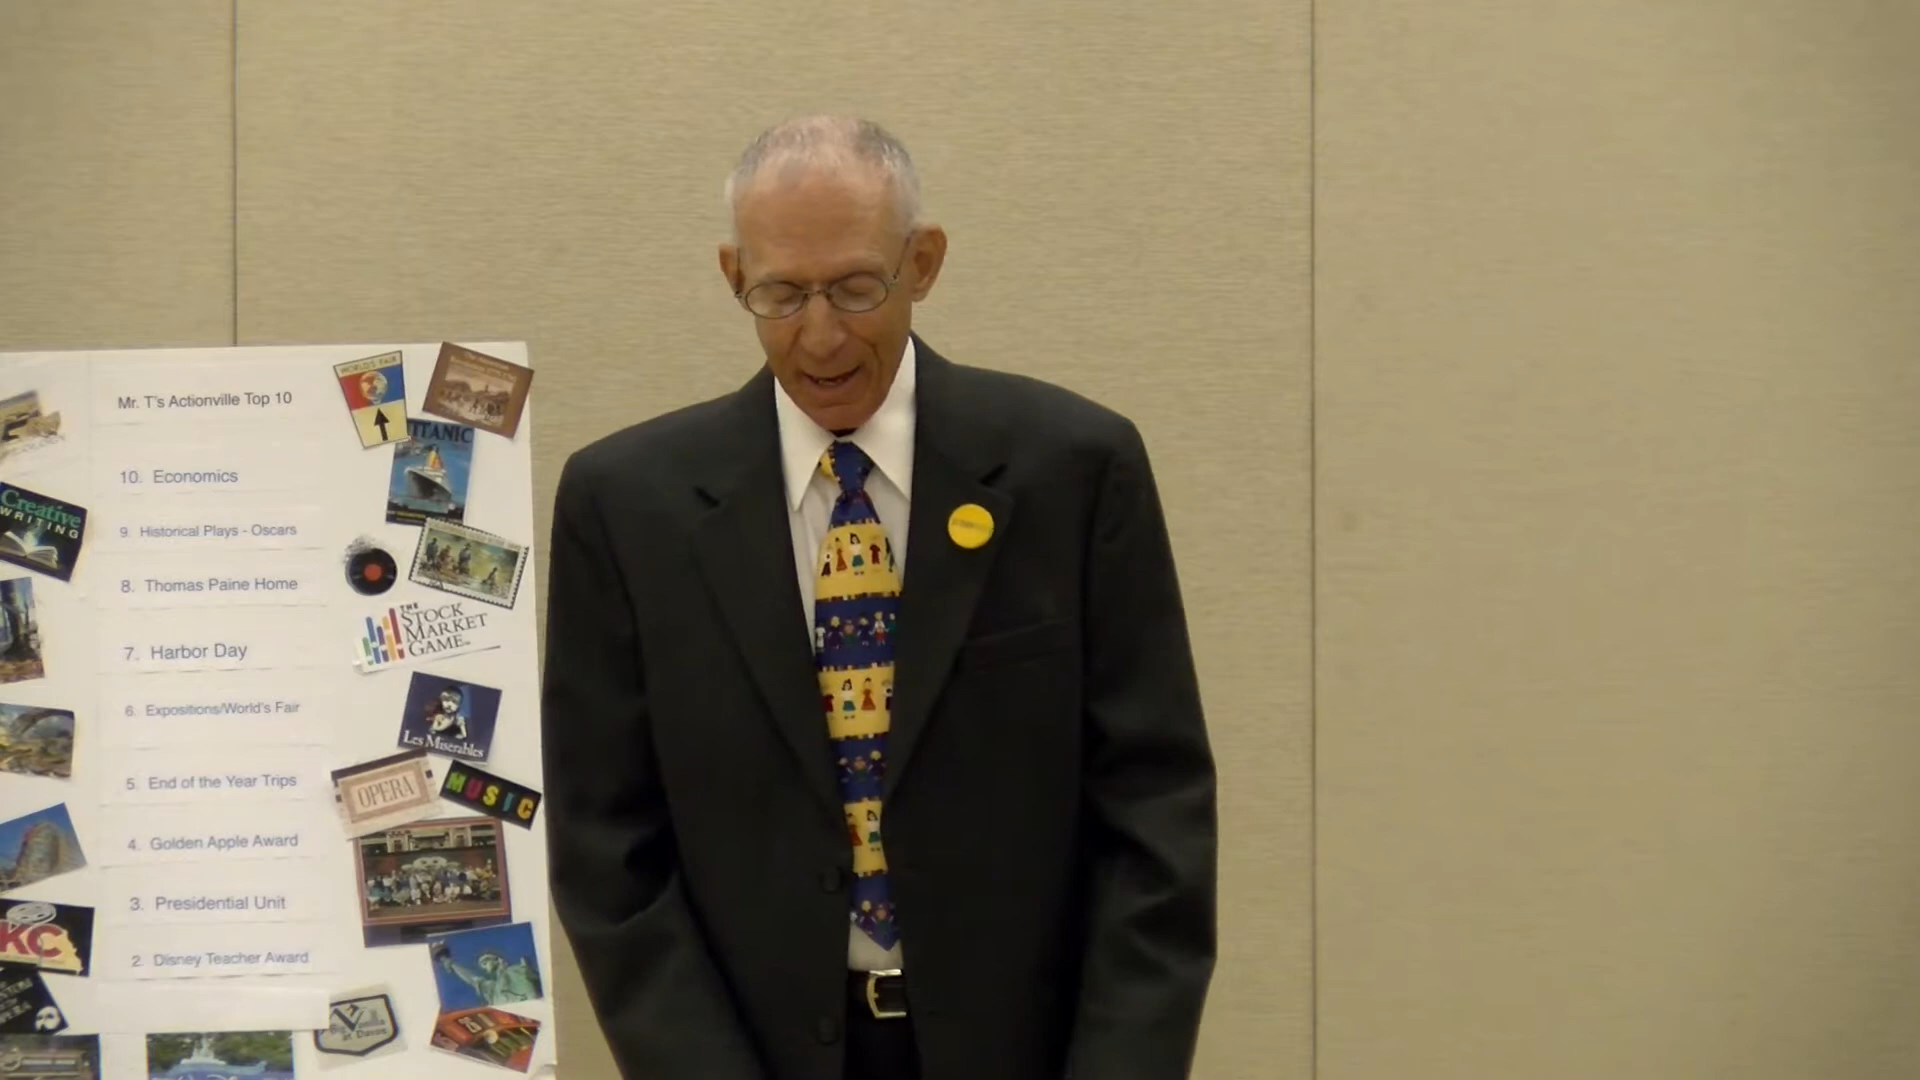 Mr. T's Actionville Top 10
10. Economics
9. Historical Plays - Oscars
8. Thomas Paine Home
7. Harbor Day
6. Expositions/World's Fair
5. End of the Year Trips
4. Golden Apple Award
3. Presidential Unit
2. Disney Teacher Award
Creative
WRITING
KC
WORLD'S FAIR
TITANIC
THE
STOCK
MARKET
GAME
Les Misérables
OPERA
MUSIC